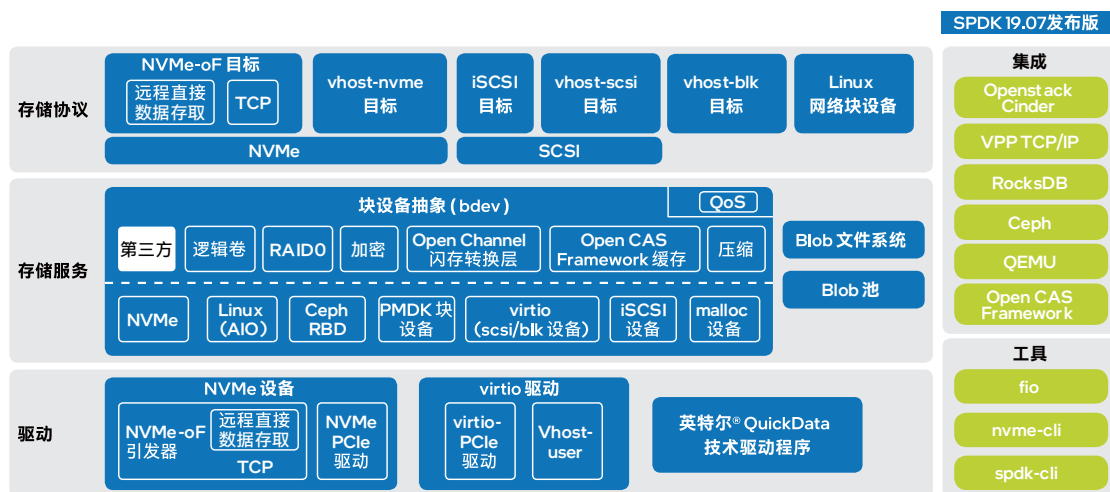 SPDK 19.07发布版
存储协议
NVMe-oF 目标
远程直接
数据存取
TCP
vhost-nvme
目标
iSCSI
目标
vhost-scsi
目标
vhost-blk
目标
Linux
网络块设备
NVMe
SCSI
存储服务
块设备抽象 ( bdev )
QoS
第三方
逻辑卷
RAID0
加密
Open Channel
闪存转换层
Open CAS
Framework 缓存
压缩
NVMe
Linux
(AIO)
Ceph
RBD
PMDK 块
设备
virtio
(scsi/blk 设备)
iSCSI
设备
malloc
设备
Blob 文件系统
Blob 池
驱动
NVMe 设备
NVMe-oF
引发器
远程直接
数据存取
TCP
NVMe
PCIe
驱动
virtio 驱动
virtio-
PCIe
驱动
Vhost-
user
英特尔® QuickData
技术驱动程序
集成
Openstack
Cinder
VPP TCP/IP
RocksDB
Ceph
QEMU
Open CAS
Framework
工具
fio
nvme-cli
spdk-cli